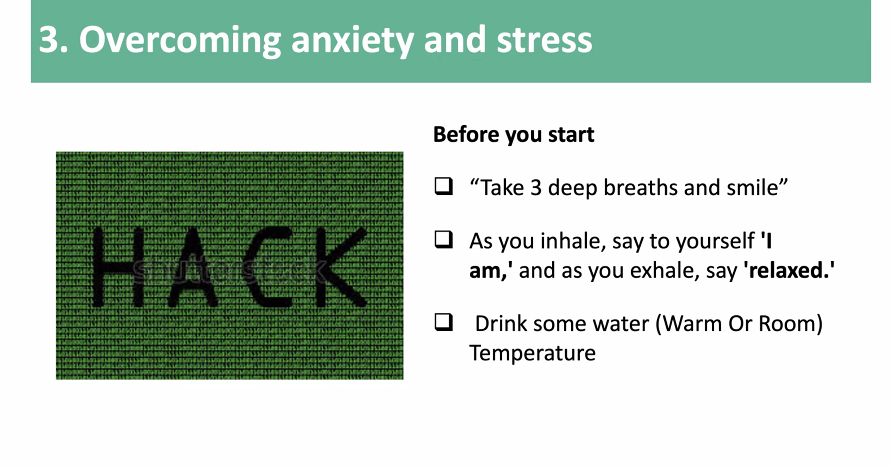 3. Overcoming anxiety and stress
HACK
shutterstock
Before you start
“Take 3 deep breaths and smile”
As you inhale, say to yourself 'I
am,' and as you exhale, say 'relaxed.'
Drink some water (Warm Or Room)
Temperature